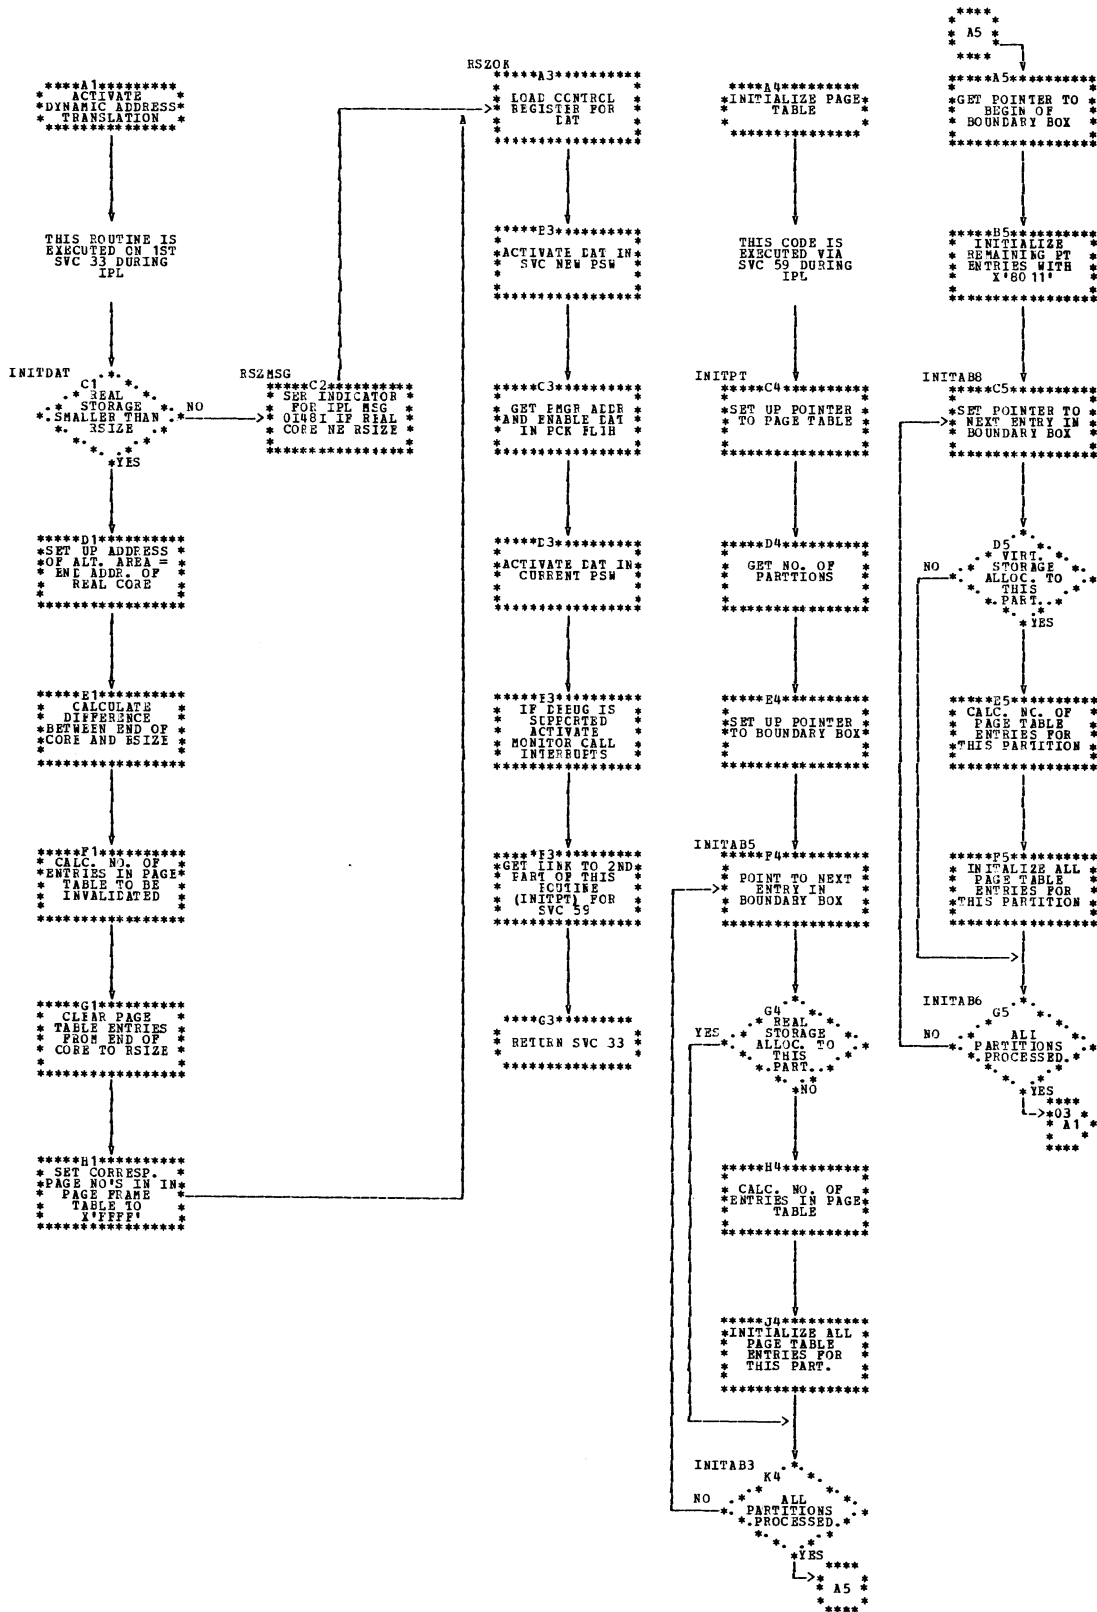 A1
ACTIVATE
DYNAMIC ADDRESS
TRANSLATION
THIS ROUTINE IS
EXECUTED ON 1ST
SVC 33 DURING
IPL
INITDAT
C1
REAL
STORAGE
SMALLER THAN
RSIZE
NO
YES
RSZMSG
C2
SER INDICATOR
FOR IPL MSG
0I48I IF REAL
CORE NE RSIZE
D1
SET UP ADDRESS
OF ALT. AREA =
END ADDR. OF
REAL CORE
E1
CALCULATE
DIFFERENCE
BETWEEN END OF
CORE AND RSIZE
F1
CALC. NO. OF
ENTRIES IN PAGE
TABLE TO BE
INVALIDATED
G1
CLEAR PAGE
TABLE ENTRIES
FROM END OF
CORE TO RSIZE
H1
SET CORRESP.
PAGE NO'S IN IN
PAGE FRAME
TABLE TO
X'FFFF'
RSZOK
A3
LOAD CONTROL
REGISTER FOR
DAT
B3
ACTIVATE DAT IN
SVC NEW PSW
C3
GET PMGR ADDR
AND ENABLE DAT
IN PCK FLIH
D3
ACTIVATE DAT IN
CURRENT PSW
E3
IF DEBUG IS
SUPPORTED
ACTIVATE
MONITOR CALL
INTERRUPTS
F3
GET LINK TO 2ND
PART OF THIS
ROUTINE
(INITPT) FOR
SVC 59
G3
RETURN SVC 33
A4
INITIALIZE PAGE
TABLE
THIS CODE IS
EXECUTED VIA
SVC 59 DURING
IPL
INITPT
C4
SET UP POINTER
TO PAGE TABLE
D4
GET NO. OF
PARTTIONS
E4
SET UP POINTER
TO BOUNDARY BOX
INITAB5
F4
POINT TO NEXT
ENTRY IN
BOUNDARY BOX
G4
REAL
STORAGE
ALLOC. TO
THIS
PART.
YES
NO
H4
CALC. NO. OF
ENTRIES IN PAGE
TABLE
J4
INITIALIZE ALL
PAGE TABLE
ENTRIES FOR
THIS PART.
INITAB3
K4
ALL
PARTITIONS
PROCESSED.
NO
YES
A5
A5
A5
GET POINTER TO
BEGIN OF
BOUNDARY BOX
B5
INITIALIZE
REMAINING PT
ENTRIES WITH
X'8011'
INITAB8
C5
SET POINTER TO
NEXT ENTRY IN
BOUNDARY BOX
D5
VIRT.
STORAGE
ALLOC. TO
THIS
PART.
NO
YES
E5
CALC. NC. OF
PAGE TABLE
ENTRIES FOR
THIS PARTITION
F5
INITALIZE ALL
PAGE TABLE
ENTRIES FOR
THIS PARTITION
INITAB6
G5
ALL
PARTITIONS
PROCESSED.
NO
YES
03
A1